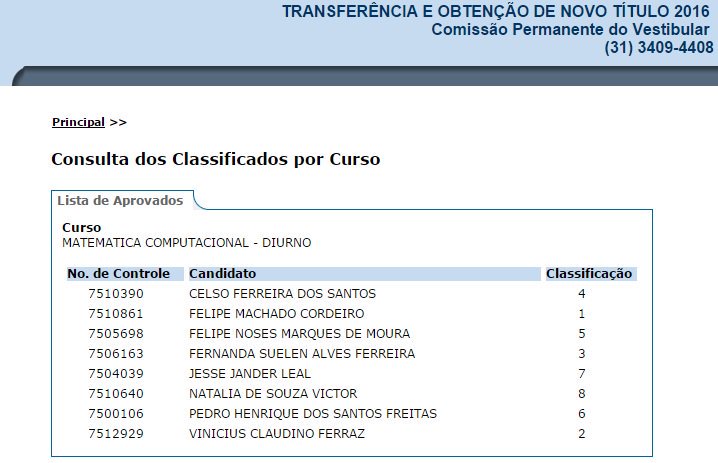 TRANSFERÊNCIA E OBTENÇÃO DE NOVO TÍTULO 2016
Comissão Permanente do Vestibular
(31) 3409-4408
Principal >>
Consulta dos Classificados por Curso
Lista de Aprovados
Curso
MATEMATICA COMPUTACIONAL - DIURNO
No. de Controle Candidato Classificação
7510390 CELSO FERREIRA DOS SANTOS 4
7510861 FELIPE MACHADO CORDEIRO 1
7505698 FELIPE NOSES MARQUES DE MOURA 5
7506163 FERNANDA SUELEN ALVES FERREIRA 3
7504039 JESSE JANDER LEAL 7
7510640 NATALIA DE SOUZA VICTOR 8
7500106 PEDRO HENRIQUE DOS SANTOS FREITAS 6
7512929 VINICIUS CLAUDINO FERRAZ 2